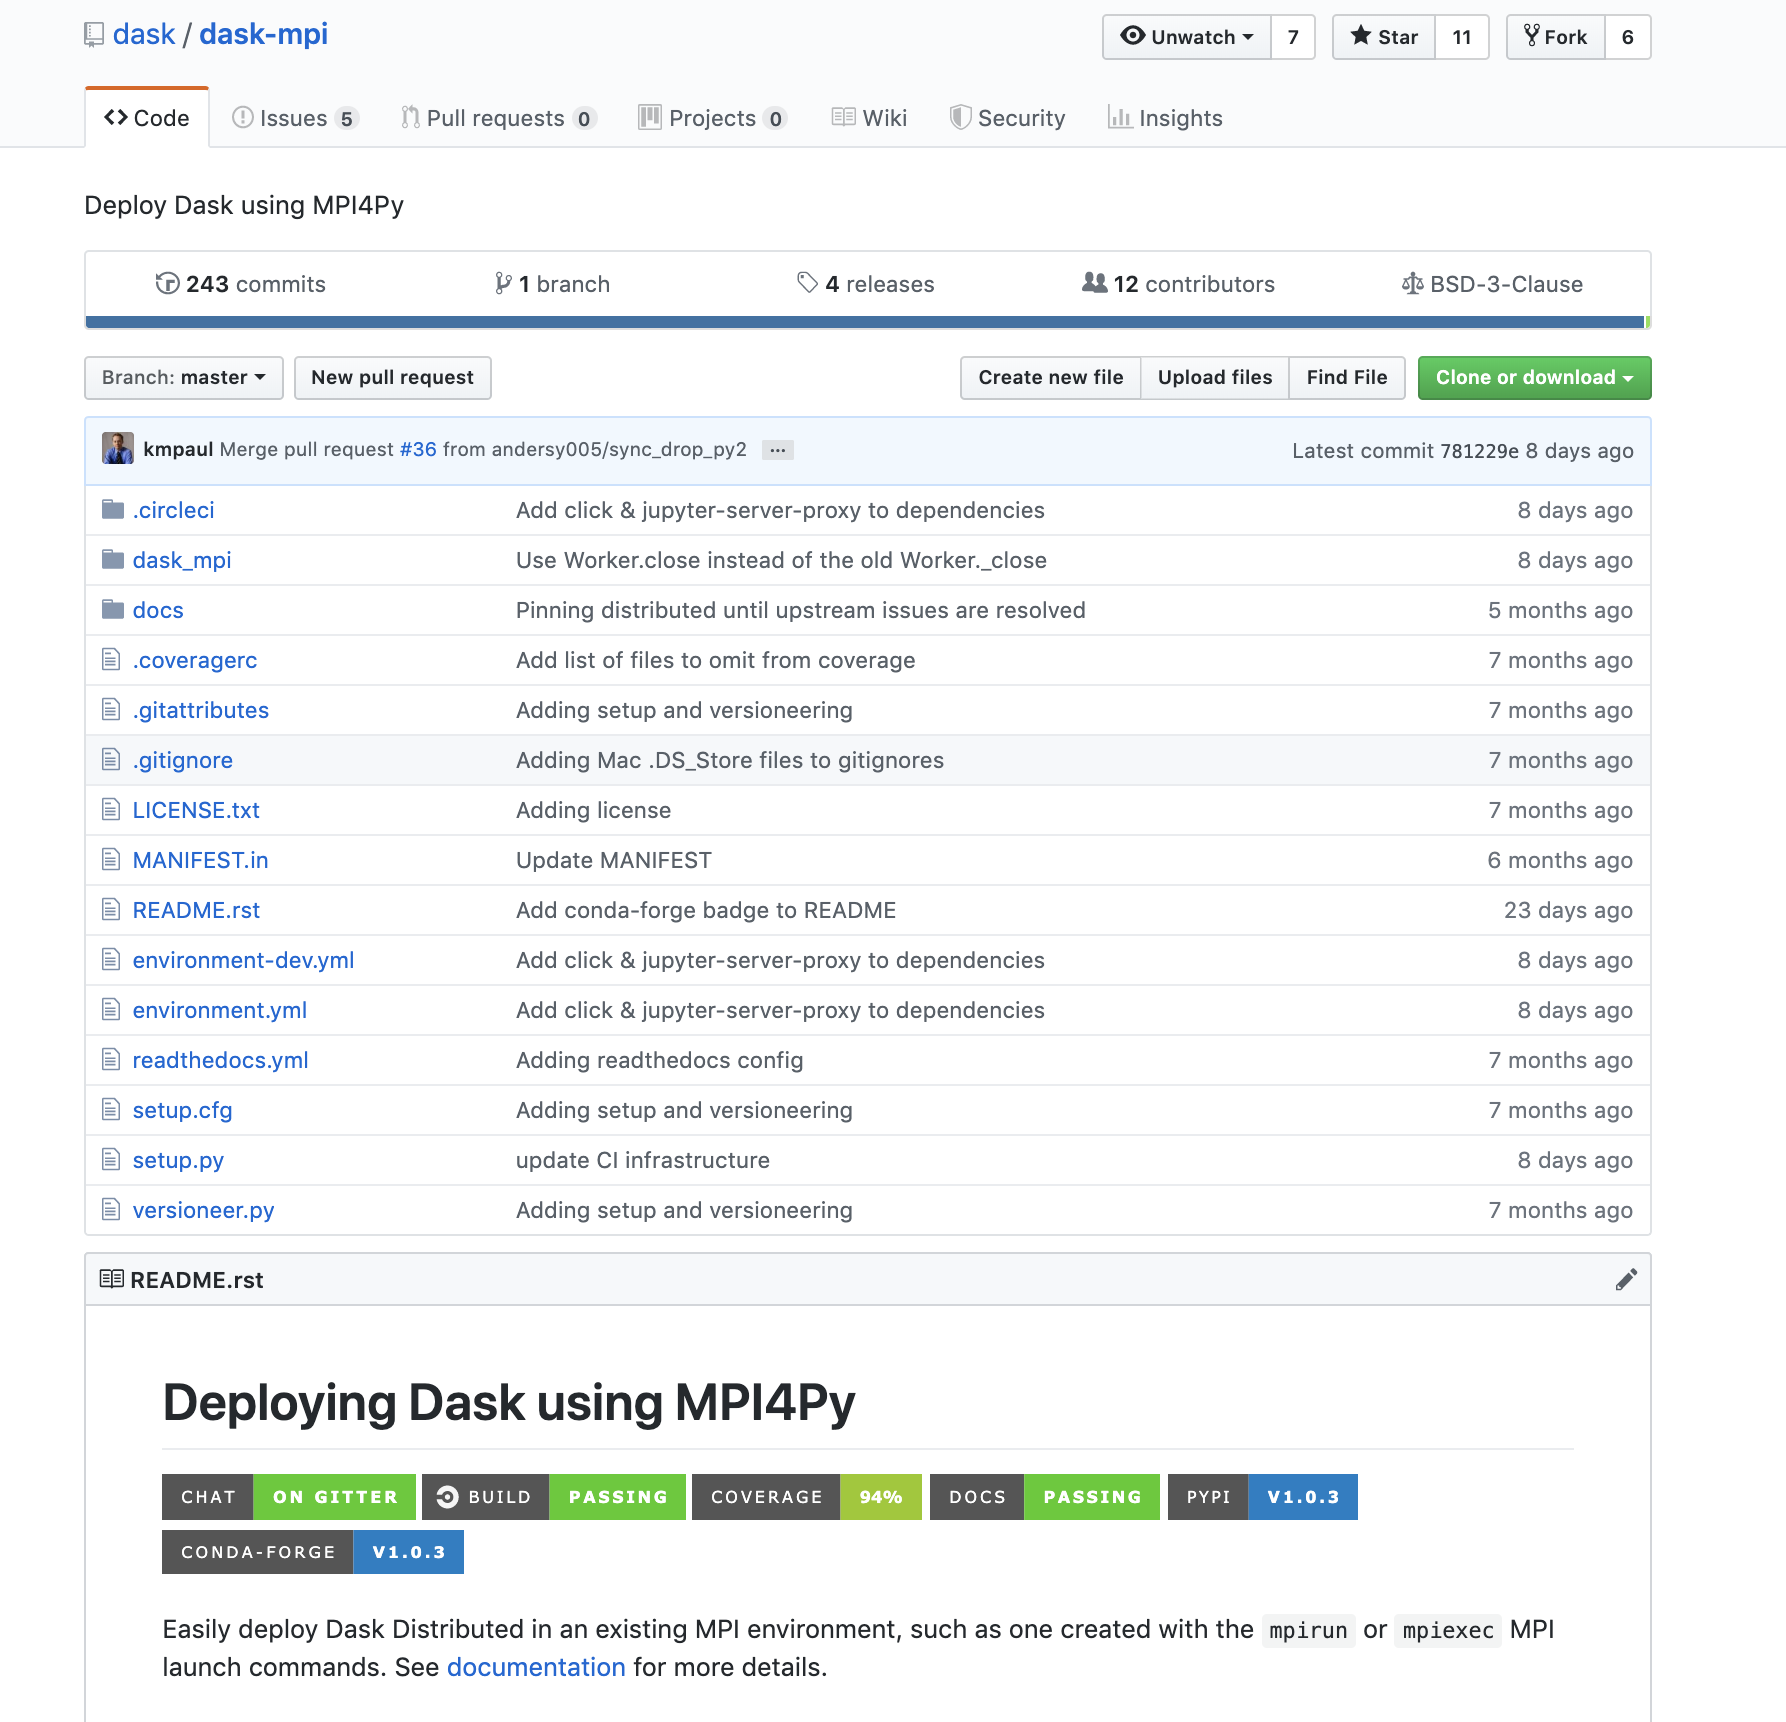 dask / dask-mpi Unwatch 7 Star 11 Fork 6
Code Issues 5 Pull requests 0 Projects 0 Wiki Security Insights
Deploy Dask using MPI4Py
243 commits 1 branch 4 releases 12 contributors BSD-3-Clause
Branch: master New pull request Create new file Upload files Find File Clone or download
kmpaul Merge pull request #36 from andersy005/sync_drop_py2 ... Latest commit 781229e 8 days ago
.circleci Add click & jupyter-server-proxy to dependencies 8 days ago
dask_mpi Use Worker.close instead of the old Worker._close 8 days ago
docs Pinning distributed until upstream issues are resolved 5 months ago
.coveragerc Add list of files to omit from coverage 7 months ago
.gitattributes Adding setup and versioneering 7 months ago
.gitignore Adding Mac .DS_Store files to gitignores 7 months ago
LICENSE.txt Adding license 7 months ago
MANIFEST.in Update MANIFEST 6 months ago
README.rst Add conda-forge badge to README 23 days ago
environment-dev.yml Add click & jupyter-server-proxy to dependencies 8 days ago
environment.yml Add click & jupyter-server-proxy to dependencies 8 days ago
readthedocs.yml Adding readthedocs config 7 months ago
setup.cfg Adding setup and versioneering 7 months ago
setup.py update CI infrastructure 8 days ago
versioneer.py Adding setup and versioneering 7 months ago
README.rst
Deploying Dask using MPI4Py
CHAT ON GITTER BUILD PASSING COVERAGE 94% DOCS PASSING PYPI V1.0.3
CONDA-FORGE V1.0.3
Easily deploy Dask Distributed in an existing MPI environment, such as one created with the mpirun or mpiexec MPI
launch commands. See documentation for more details.